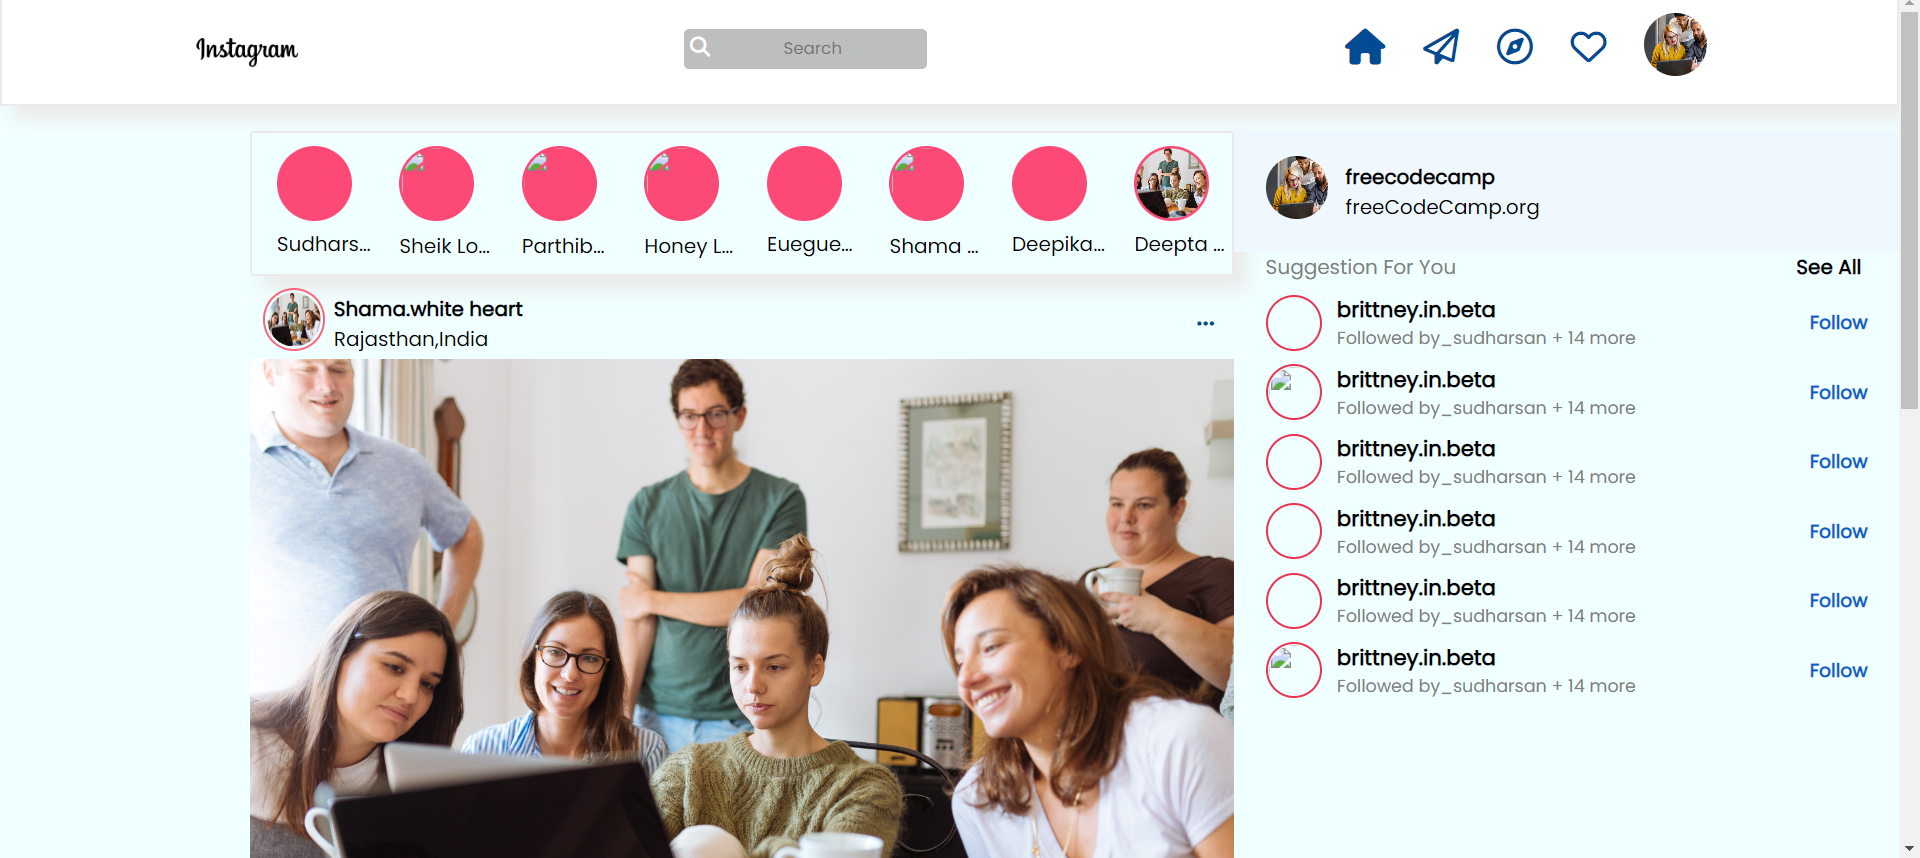 Instagram
Search
Sudhars...
Sheik Lo...
Parthib...
Honey L...
Euegue...
Shama ...
Deepika...
Deepta ...
freecodecamp
freeCodeCamp.org
Suggestion For You
See All
Shama.white heart
Rajasthan,India
brittney.in.beta
Followed by_sudharsan + 14 more
Follow
brittney.in.beta
Followed by_sudharsan + 14 more
Follow
brittney.in.beta
Followed by_sudharsan + 14 more
Follow
brittney.in.beta
Followed by_sudharsan + 14 more
Follow
brittney.in.beta
Followed by_sudharsan + 14 more
Follow
brittney.in.beta
Followed by_sudharsan + 14 more
Follow